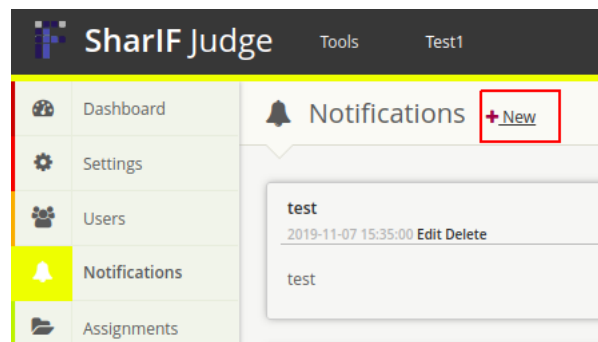 SharIF Judge Tools Test1
Dashboard
Settings
Users
Notifications
Assignments
Notifications +New
test
2019-11-07 15:35:00 Edit Delete
test